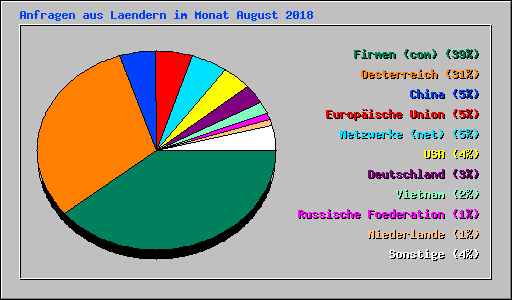 Anfragen aus Laendern im Monat August 2018
Firmen (com) (39%)
Oesterreich (31%)
China (5%)
Europäische Union (5%)
Netzwerke (net) (5%)
USA (4%)
Deutschland (3%)
Vietnam (2%)
Russische Foederation (1%)
Niederlande (1%)
Sonstige (4%)